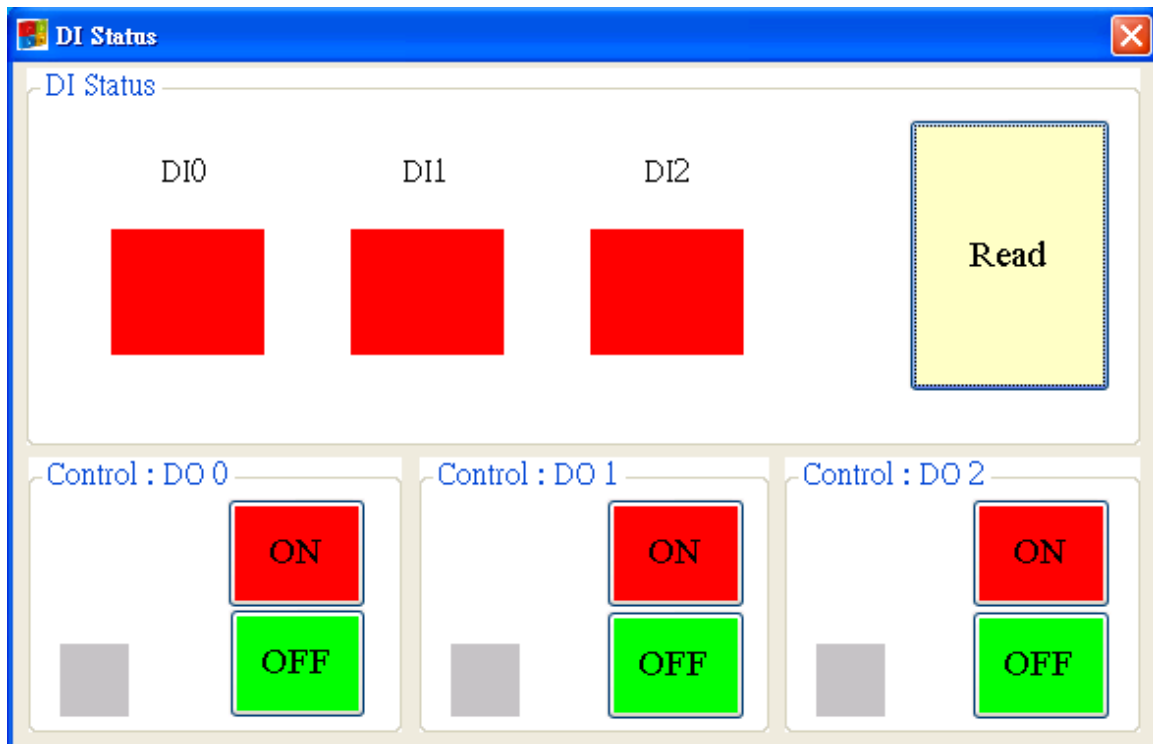 DI Status
DI Status
DI0 DI1 DI2
Read
Control : DO 0 Control : DO 1 Control : DO 2
ON ON ON
OFF OFF OFF